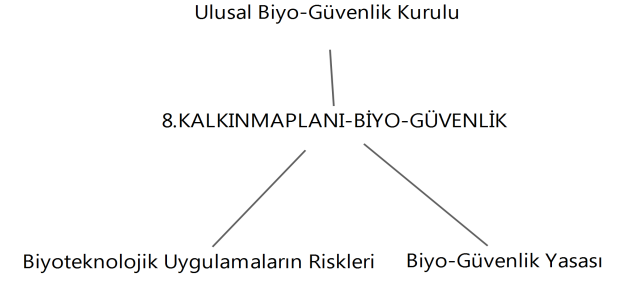 Ulusal Biyo-Güvenlik Kurulu
8.KALKINMAPLANI-BİYO-GÜVENLİK
Biyoteknolojik Uygulamaların Riskleri
Biyo-Güvenlik Yasası